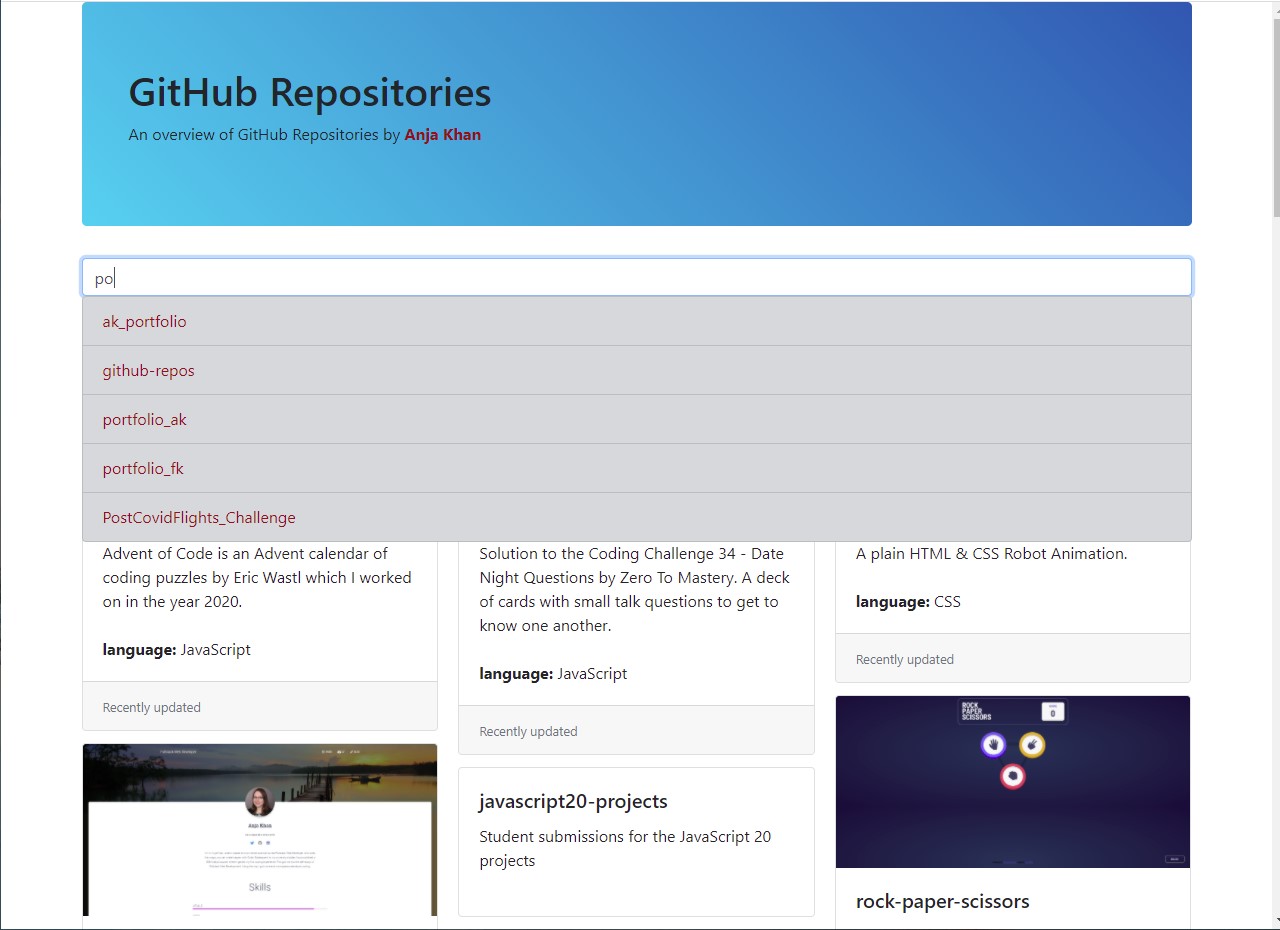 GitHub Repositories
An overview of GitHub Repositories by Anja Khan
po
ak_portfolio
github-repos
portfolio_ak
portfolio_fk
PostCovidFlights_Challenge
Advent of Code is an Advent calendar of
coding puzzles by Eric Wastl which I worked
on in the year 2020.
language: JavaScript
Recently updated
Anja Khan
Skills
Solution to the Coding Challenge 34 - Date
Night Questions by Zero To Mastery. A deck
of cards with small talk questions to get to
know one another.
language: JavaScript
Recently updated
javascript20-projects
Student submissions for the JavaScript 20
projects
A plain HTML & CSS Robot Animation.
language: CSS
Recently updated
ROCK
PAPER
SCISSORS
0
rock-paper-scissors